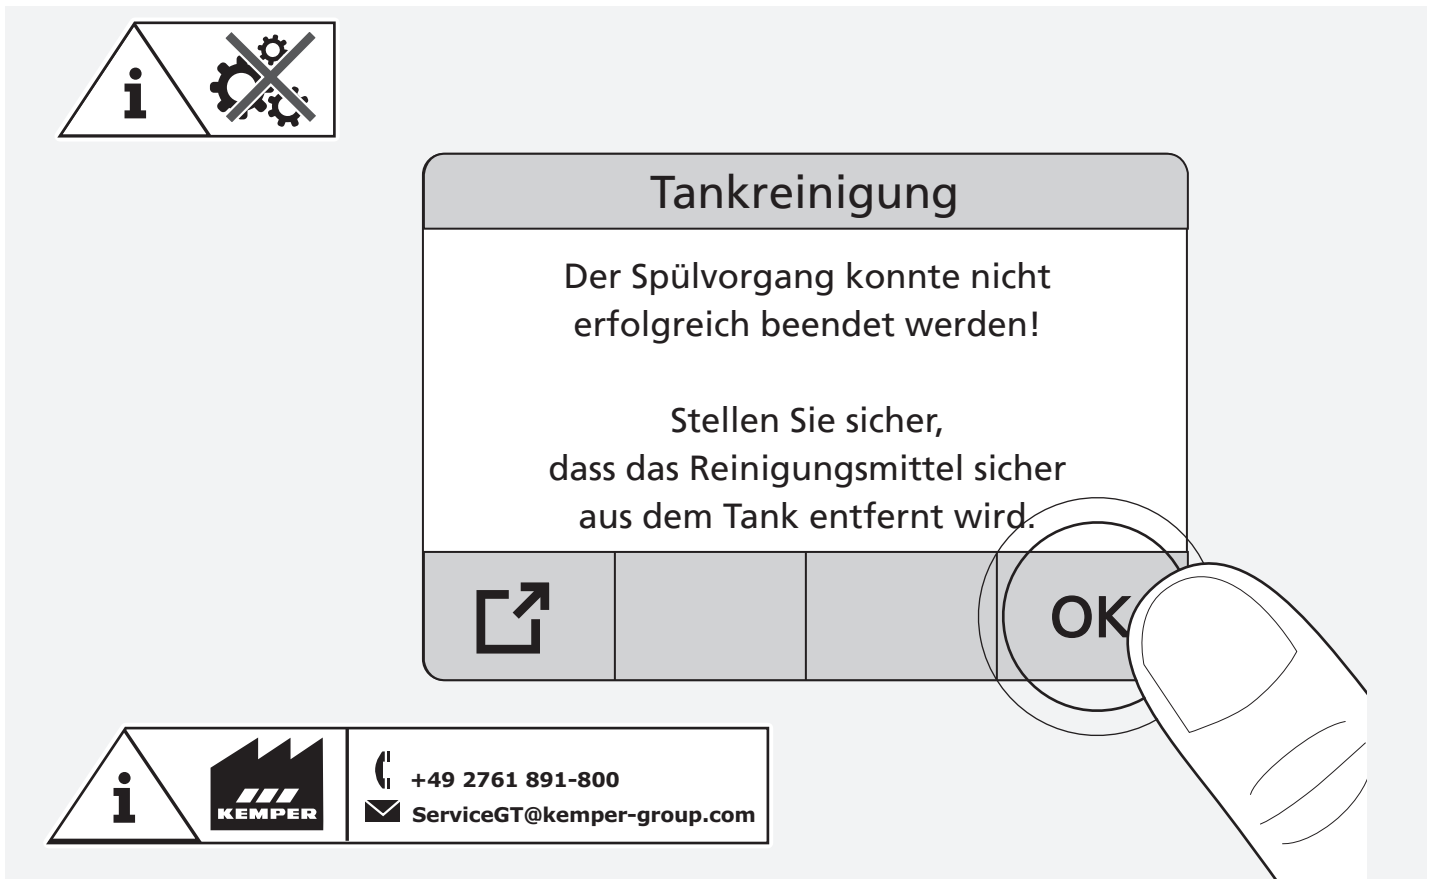 i
Tankreinigung
Der Spülvorgang konnte nicht
erfolgreich beendet werden!
Stellen Sie sicher,
dass das Reinigungsmittel sicher
aus dem Tank entfernt wird.
OK
i
KEMPER
+49 2761 891-800
ServiceGT@kemper-group.com